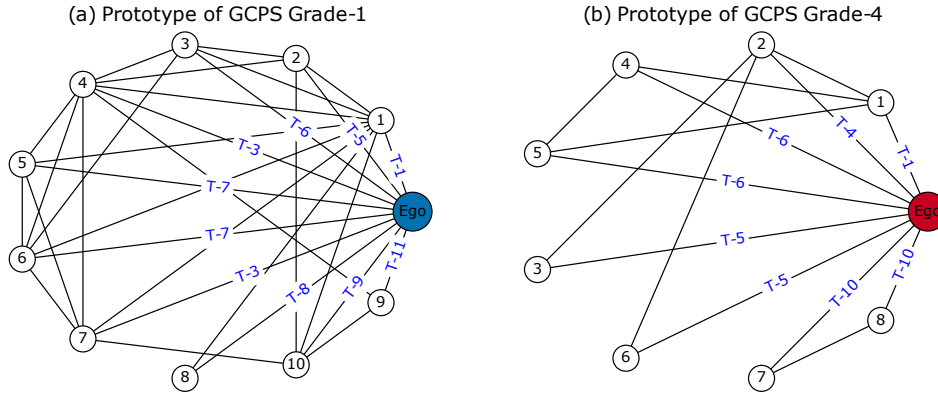 (a) Prototype of GCPS Grade-1
3
2
4
1
T-6
T-5
T-3
T-1
5
T-7
Ego
T-7
6
T-11
T-3
T-9
T-8
9
7
10
8
(b) Prototype of GCPS Grade-4
2
4
1
T-4
T-6
5
T-1
T-6
Ego
T-5
3
T-10
T-5
T-10
8
6
7